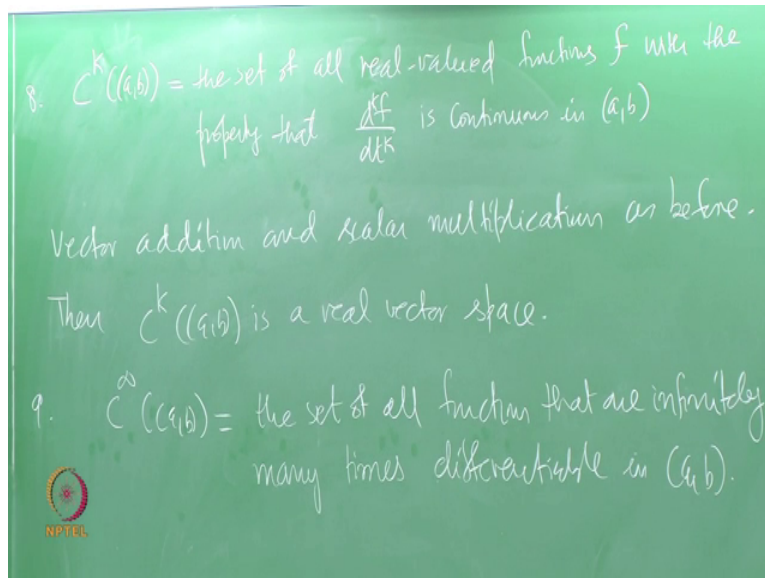 8. C^k((a,b)) = the set of all real-valued functions f with the
property that d^kf/dt^k is continuous in (a,b)
Vector addition and scalar multiplication as before.
Then C^k((a,b)) is a real vector space.
9. C^∞((a,b)) = the set of all function that are infinitely
many times differentiable in (a,b).
NPTEL